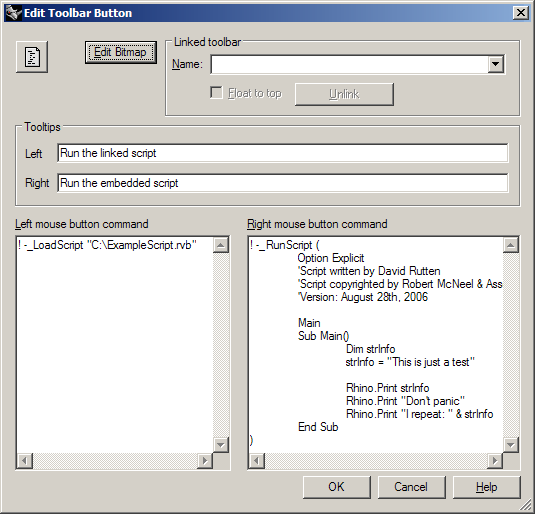 Edit Toolbar Button
Edit Bitmap
Linked toolbar
Name:
Float to top
Unlink
Tooltips
Left
Run the linked script
Right
Run the embedded script
Left mouse button command
! -_LoadScript "C:\ExampleScript.rvb"
Right mouse button command
! -_RunScript (
Option Explicit
'Script written by David Rutten
'Script copyrighted by Robert McNeel & Ass
'Version: August 28th, 2006
Main
Sub Main()
Dim strInfo
strInfo = "This is just a test"
Rhino.Print strInfo
Rhino.Print "Don't panic"
Rhino.Print "I repeat: " & strInfo
End Sub
)
OK
Cancel
Help